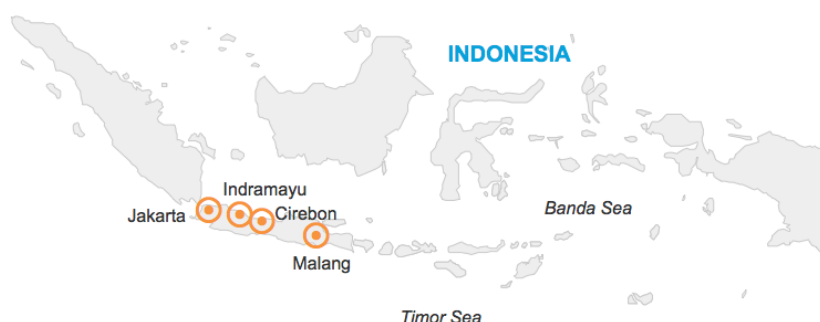 INDONESIA
Indramayu
Jakarta
Cirebon
Banda Sea
Malang
Timor Sea